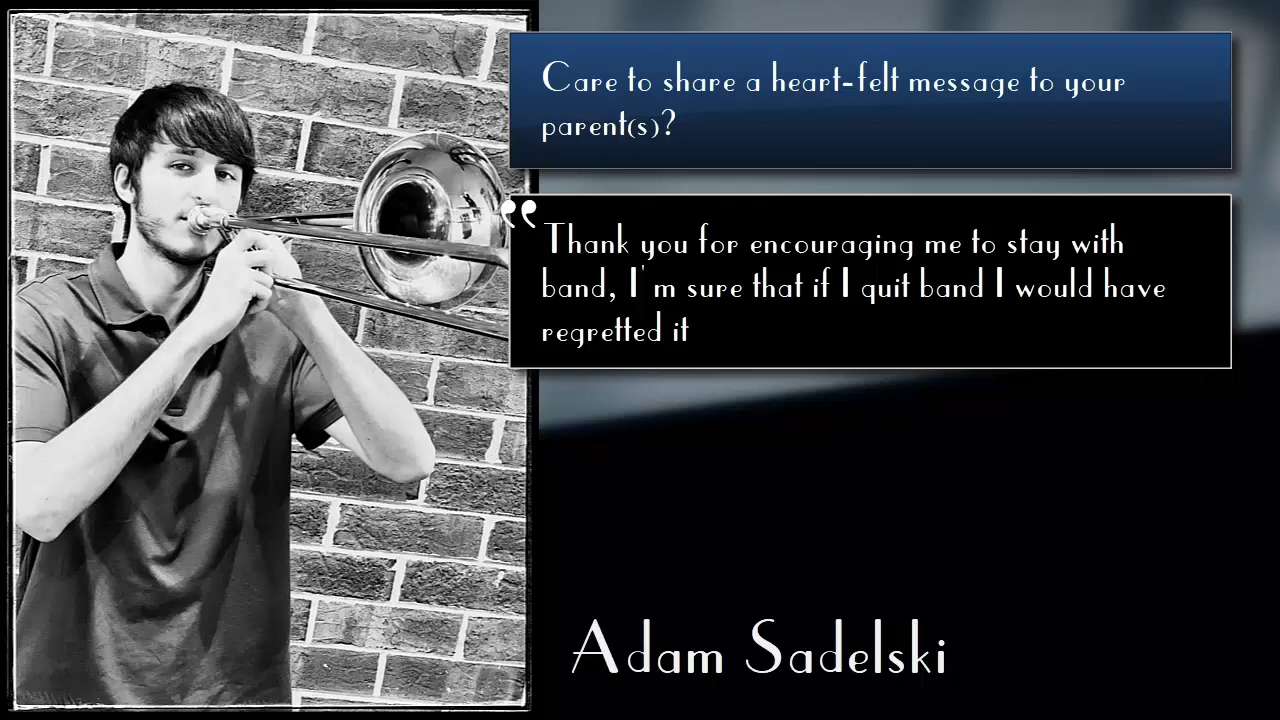 Care to share a heart-felt message to your
parent(s)?
“
Thank you for encouraging me to stay with
band, I'm sure that if I quit band I would have
regretted it
Adam Sadelski